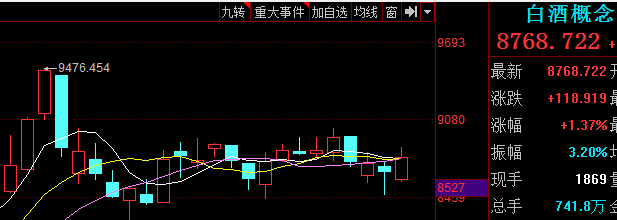 九转 重大事件 加自选 均线 窗
白酒概念
8768.722 +
9693
9476.454
最新 8768.722
涨跌 +118.919
9080
涨幅 +1.37%
振幅 3.20%
现手 1869
8527
8459
总手 741.8万